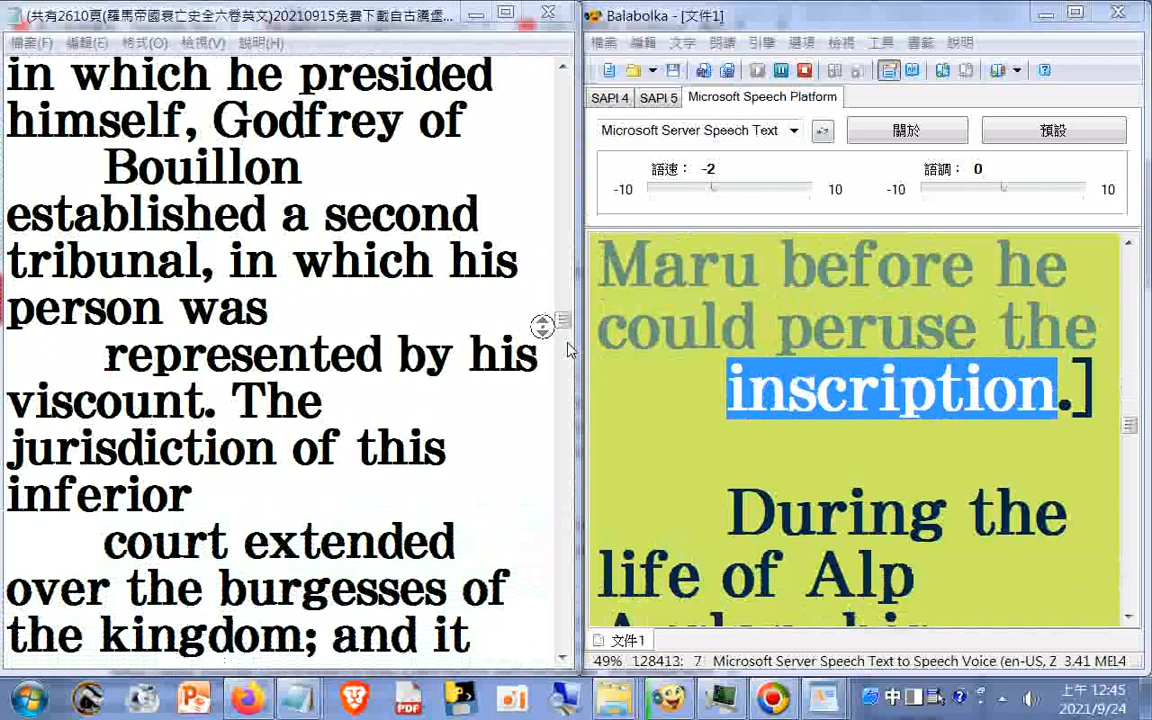 (共有2610頁(羅馬帝國衰亡史全六卷英文)20210915免費下載自古騰堡...
檔案(F) 編輯(E) 格式(O) 檢視(V) 說明(H)
in which he presided
himself, Godfrey of
Bouillon
established a second
tribunal, in which his
person was
represented by his
viscount. The
jurisdiction of this
inferior
court extended
over the burgesses of
the kingdom; and it
Balabolka - [文件1]
檔案 編輯 文字 朗讀 引擎 選項 檢視 工具 書籤 說明
SAPI 4 SAPI 5 Microsoft Speech Platform
Microsoft Server Speech Text 關於 預設
語速： -2 語調： 0
-10 10 -10 10
Maru before he
could peruse the
inscription.]
During the
life of Alp
文件1
49% 128413: 7 Microsoft Server Speech Text to Speech Voice (en-US, Z 3.41 MEL4
中
上午 12:45
2021/9/24